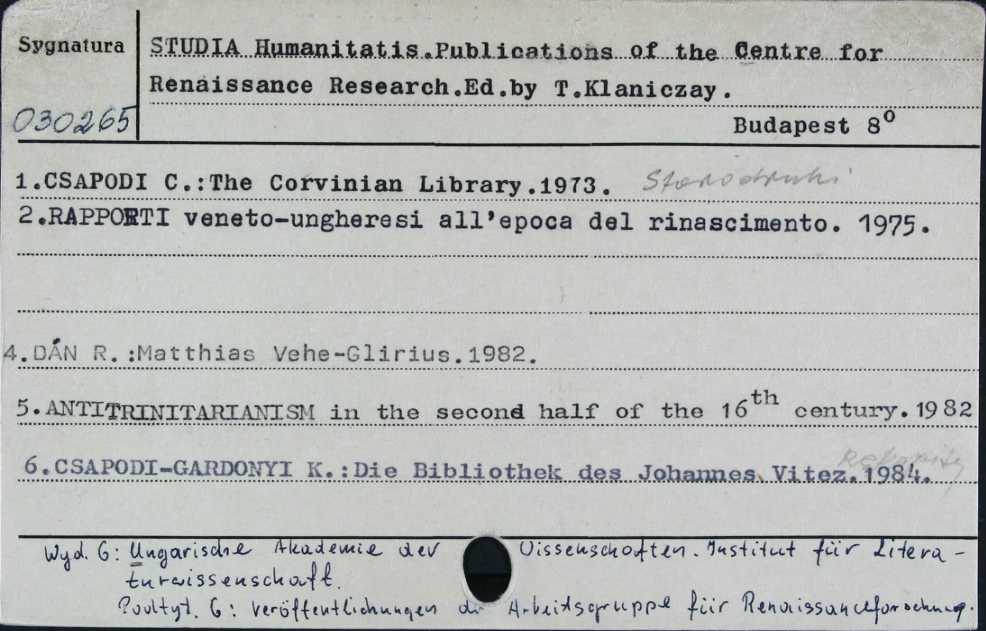 Sygnatura
030265
STUDIA Humanitatis.Publications of the Centre for
Renaissance Research.Ed.by T.Klaniczay.
Budapest 8°
1.CSAPODI C.:The Corvinian Library.1973. Starodruki
2.RAPPORTI veneto-ungheresi all'epoca del rinascimento. 1975.
4.DÁN R.:Matthias Vehe-Glirius.1982.
5.ANTITRINITARIANISM in the second half of the 16th century.1982
Rękopisy
6.CSAPODI-GARDONYI K.:Die Bibliothek des Johannes Vitez.1984.
Wyd. 6: Ungarische Akademie der Wissenschaften. Institut für Litera-
turwissenschaft.
Podtyt. 6: Veröffentlichungen d. Arbeitsgruppe für Renaissanceforschung.